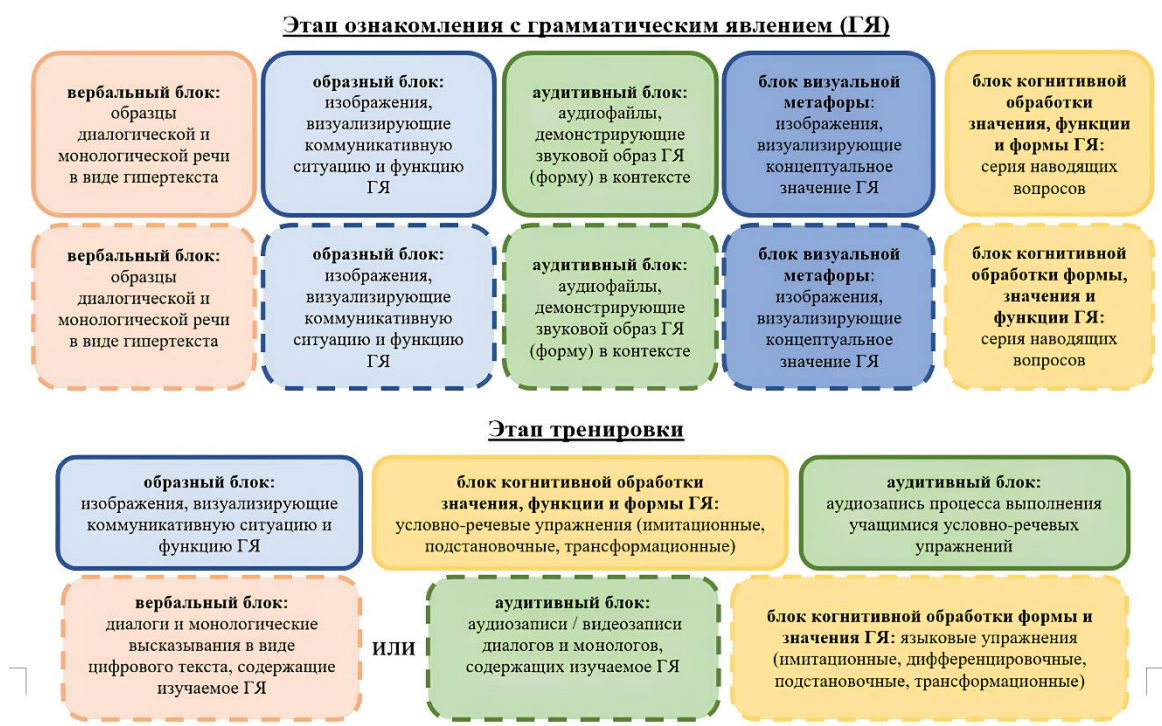 Этап ознакомления с грамматическим явлением (ГЯ)
вербальный блок:
образцы
диалогической и
монологической речи
в виде гипертекста
образный блок:
изображения,
визуализирующие
коммуникативную
ситуацию и функцию
ГЯ
аудитивный блок:
аудиофайлы,
демонстрирующие
звуковой образ ГЯ
(форму) в контексте
блок визуальной
метафоры:
изображения,
визуализирующие
концептуальное
значение ГЯ
блок когнитивной
обработки
значения, функции
и формы ГЯ:
серия наводящих
вопросов
вербальный блок:
образцы
диалогической и
монологической речи
в виде гипертекста
образный блок:
изображения,
визуализирующие
коммуникативную
ситуацию и функцию
ГЯ
аудитивный блок:
аудиофайлы,
демонстрирующие
звуковой образ ГЯ
(форму) в контексте
блок визуальной
метафоры:
изображения,
визуализирующие
концептуальное
значение ГЯ
блок когнитивной
обработки формы,
значения и
функции ГЯ:
серия наводящих
вопросов
Этап тренировки
образный блок:
изображения, визуализирующие
коммуникативную ситуацию и
функцию ГЯ
блок когнитивной обработки
значения, функции и формы ГЯ:
условно-речевые упражнения (имитационные,
подстановочные, трансформационные)
аудитивный блок:
аудиозапись процесса выполнения
учащимися условно-речевых
упражнений
вербальный блок:
диалоги и монологические
высказывания в виде
цифрового текста, содержащие
изучаемое ГЯ
ИЛИ
аудитивный блок:
аудиозаписи / видеозаписи
диалогов и монологов,
содержащих изучаемое ГЯ
блок когнитивной обработки формы и
значения ГЯ: языковые упражнения
(имитационные, дифференцировочные,
подстановочные, трансформационные)